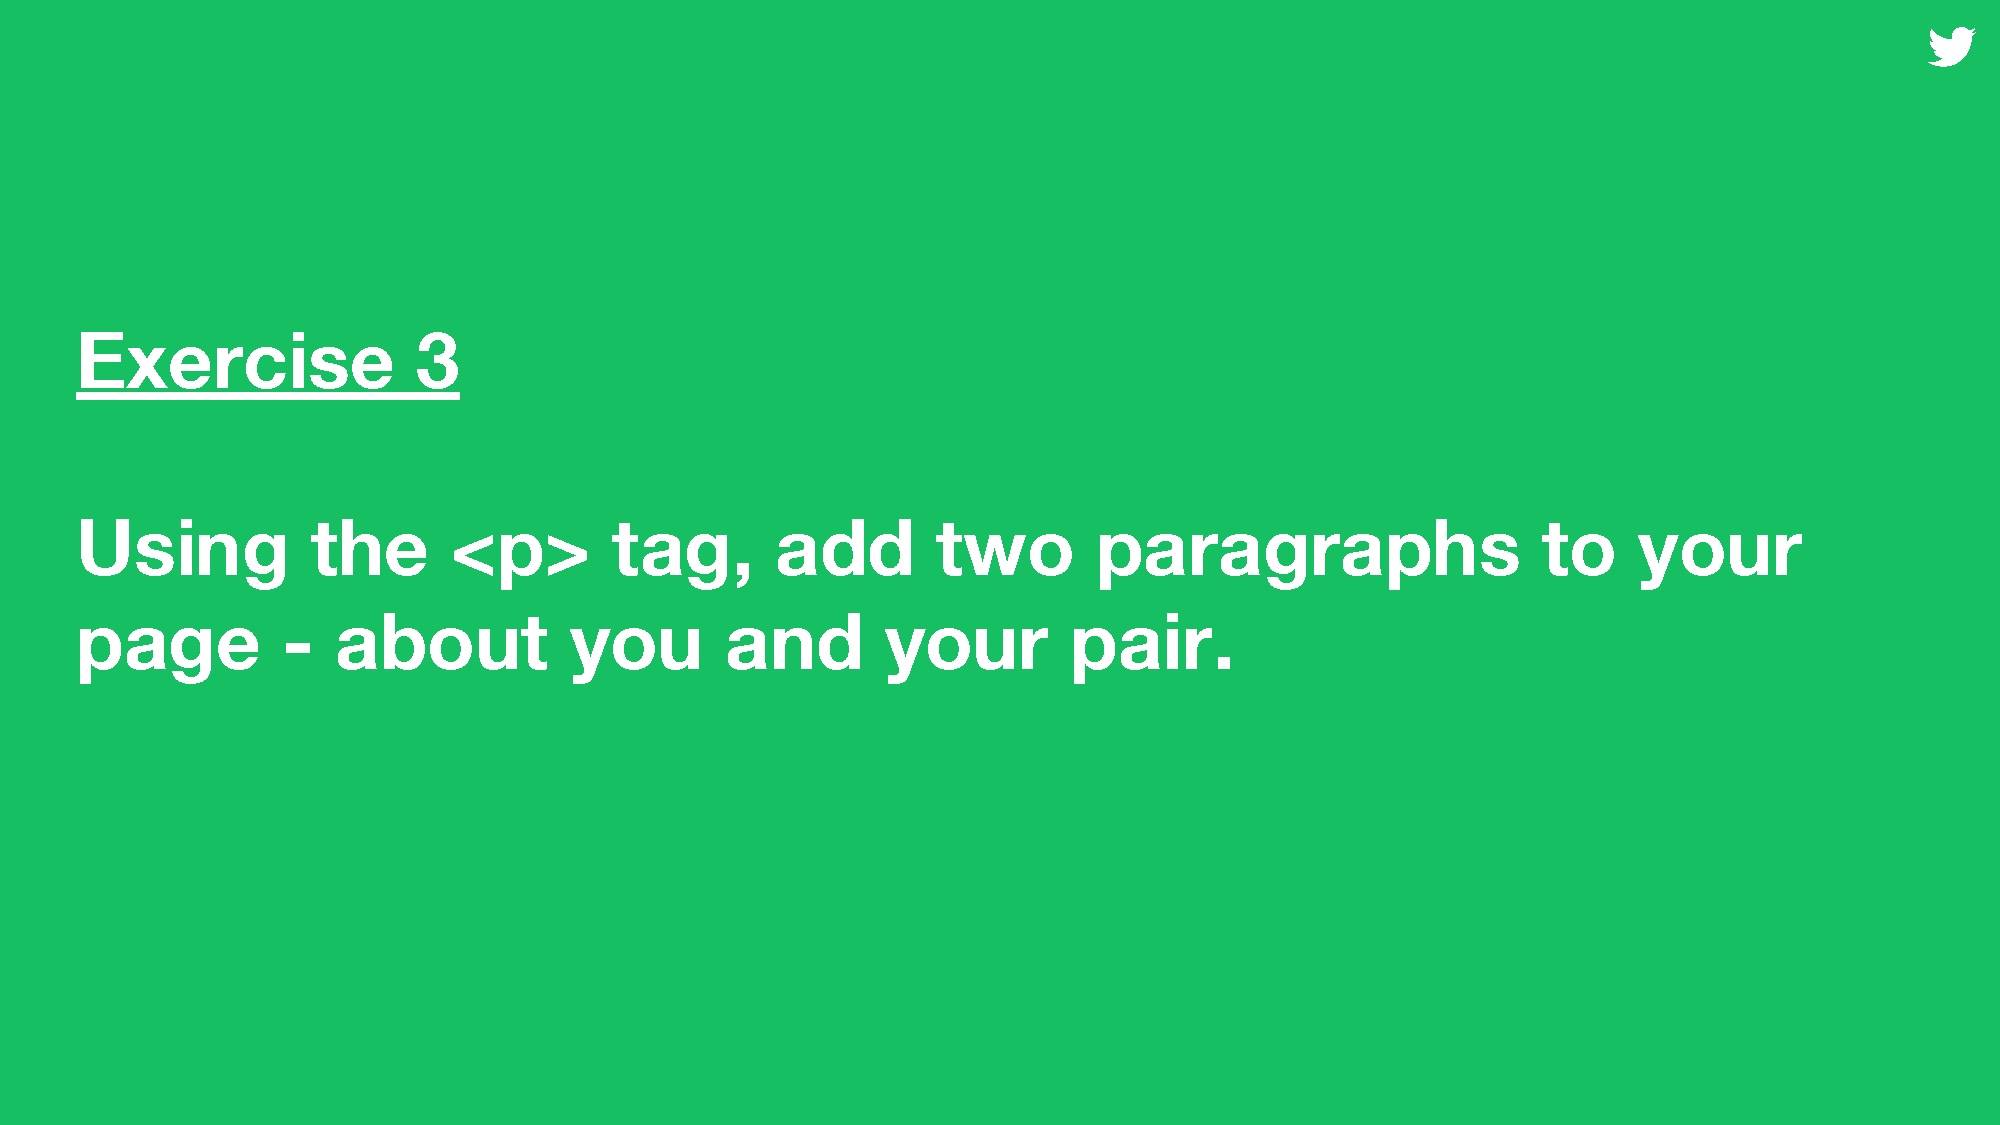 Exercise 3
Using the <p> tag, add two paragraphs to your
page - about you and your pair.